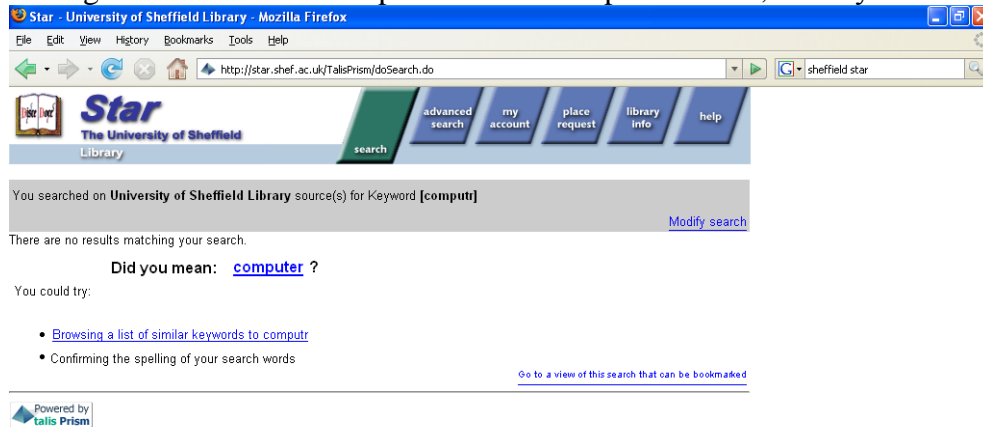 Star - University of Sheffield Library - Mozilla Firefox
File Edit View History Bookmarks Tools Help
http://star.shef.ac.uk/TalisPrism/doSearch.do G sheffield star
Star
The University of Sheffield
Library
search
advanced search
my account
place request
library info
help
You searched on University of Sheffield Library source(s) for Keyword [computr]
Modify search
There are no results matching your search.
Did you mean: computer ?
You could try:
• Browsing a list of similar keywords to computr
• Confirming the spelling of your search words
Go to a view of this search that can be bookmarked
Powered by
talis Prism